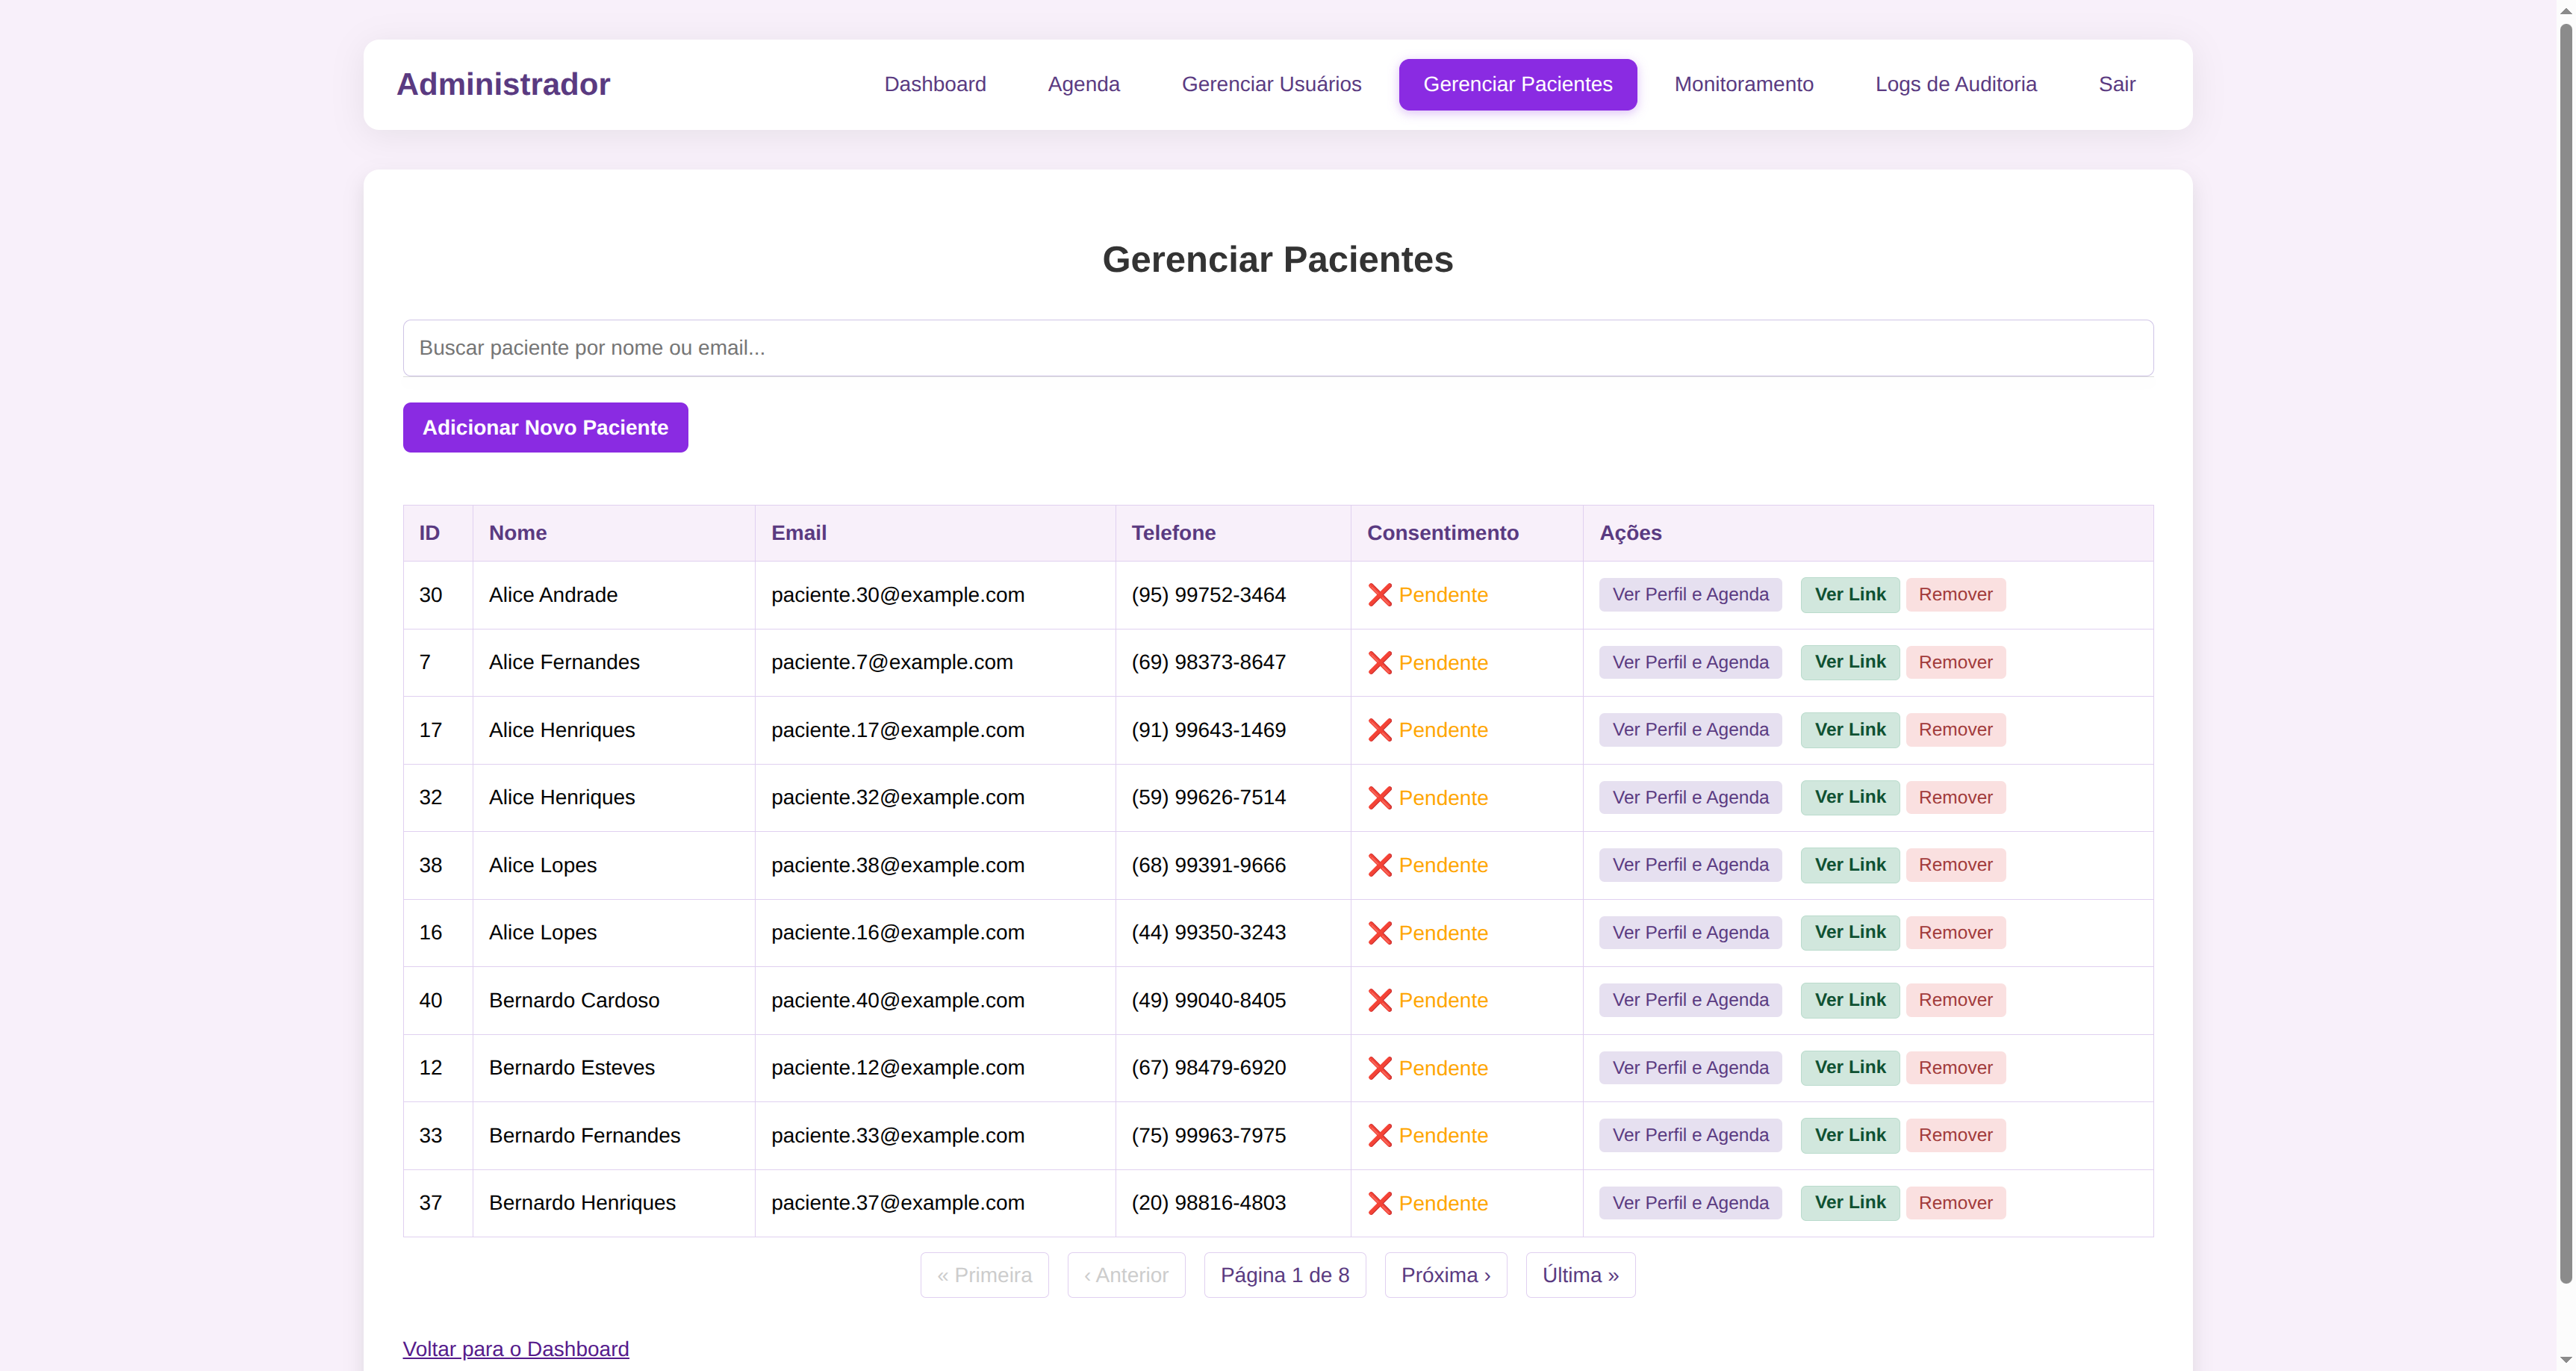 Administrador Dashboard Agenda Gerenciar Usuários Gerenciar Pacientes Monitoramento Logs de Auditoria Sair
Gerenciar Pacientes
Buscar paciente por nome ou email...
Adicionar Novo Paciente
ID Nome Email Telefone Consentimento Ações
30 Alice Andrade paciente.30@example.com (95) 99752-3464 ❌ Pendente Ver Perfil e Agenda Ver Link Remover
7 Alice Fernandes paciente.7@example.com (69) 98373-8647 ❌ Pendente Ver Perfil e Agenda Ver Link Remover
17 Alice Henriques paciente.17@example.com (91) 99643-1469 ❌ Pendente Ver Perfil e Agenda Ver Link Remover
32 Alice Henriques paciente.32@example.com (59) 99626-7514 ❌ Pendente Ver Perfil e Agenda Ver Link Remover
38 Alice Lopes paciente.38@example.com (68) 99391-9666 ❌ Pendente Ver Perfil e Agenda Ver Link Remover
16 Alice Lopes paciente.16@example.com (44) 99350-3243 ❌ Pendente Ver Perfil e Agenda Ver Link Remover
40 Bernardo Cardoso paciente.40@example.com (49) 99040-8405 ❌ Pendente Ver Perfil e Agenda Ver Link Remover
12 Bernardo Esteves paciente.12@example.com (67) 98479-6920 ❌ Pendente Ver Perfil e Agenda Ver Link Remover
33 Bernardo Fernandes paciente.33@example.com (75) 99963-7975 ❌ Pendente Ver Perfil e Agenda Ver Link Remover
37 Bernardo Henriques paciente.37@example.com (20) 98816-4803 ❌ Pendente Ver Perfil e Agenda Ver Link Remover
« Primeira ‹ Anterior Página 1 de 8 Próxima › Última »
Voltar para o Dashboard